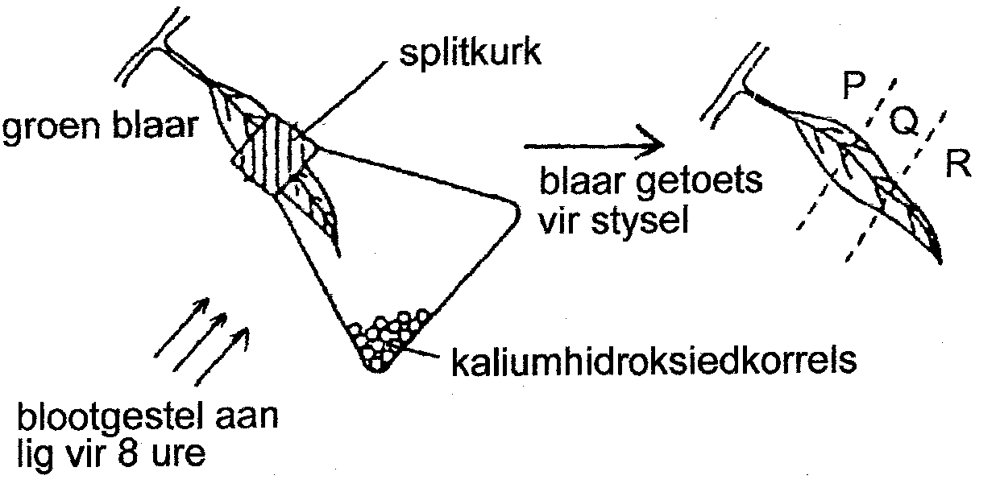 splitkurk
groen blaar
P
Q
R
blaar getoets
vir stysel
kaliumhidroksiedkorrels
blootgestel aan
lig vir 8 ure